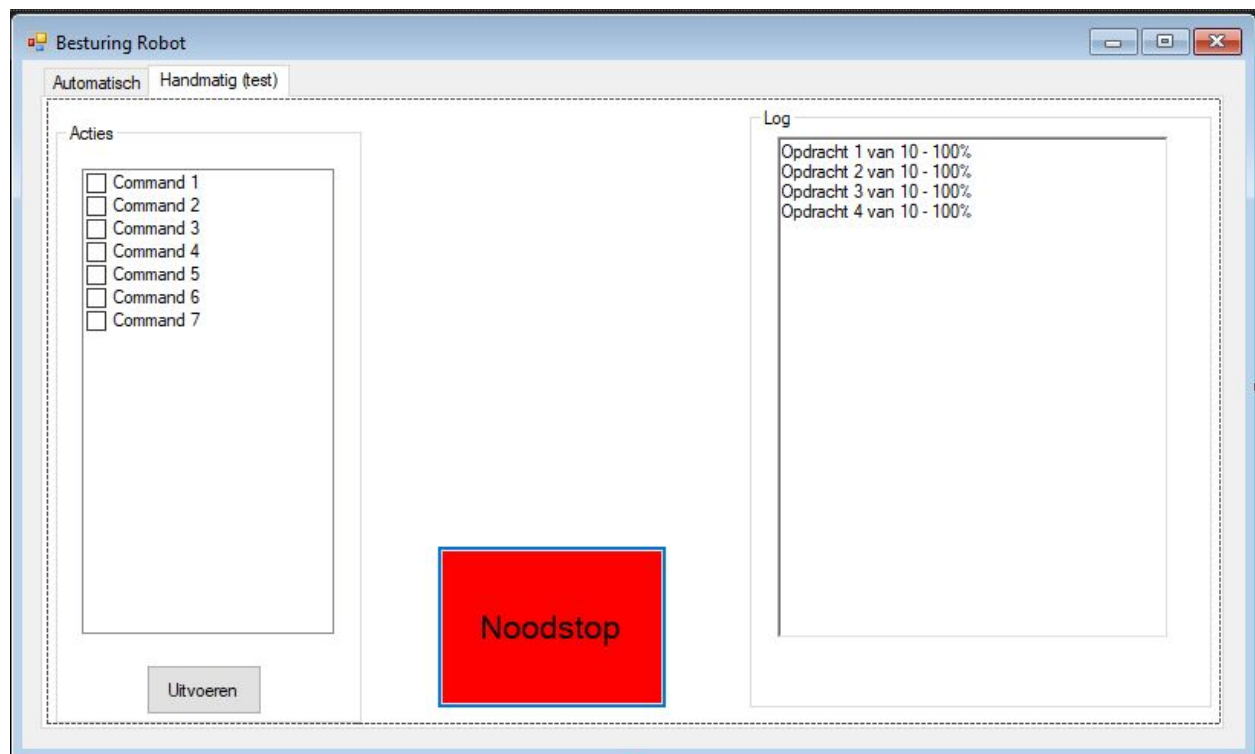 Besturing Robot
Automatisch
Handmatig (test)
Acties
Command 1
Command 2
Command 3
Command 4
Command 5
Command 6
Command 7
Uitvoeren
Noodstop
Log
Opdracht 1 van 10 - 100%
Opdracht 2 van 10 - 100%
Opdracht 3 van 10 - 100%
Opdracht 4 van 10 - 100%